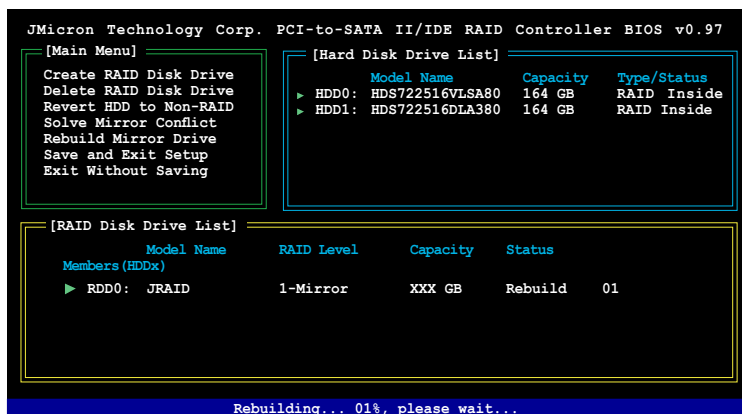 JMicron Technology Corp. PCI-to-SATA II/IDE RAID Controller BIOS v0.97
[Main Menu]
Create RAID Disk Drive
Delete RAID Disk Drive
Revert HDD to Non-RAID
Solve Mirror Conflict
Rebuild Mirror Drive
Save and Exit Setup
Exit Without Saving
[Hard Disk Drive List]
Model Name Capacity Type/Status
HDD0: HDS722516VLSA80 164 GB RAID Inside
HDD1: HDS722516DLA380 164 GB RAID Inside
[RAID Disk Drive List]
Model Name RAID Level Capacity Status
Members(HDDx)
RDD0: JRAID 1-Mirror XXX GB Rebuild 01
Rebuilding... 01%, please wait...